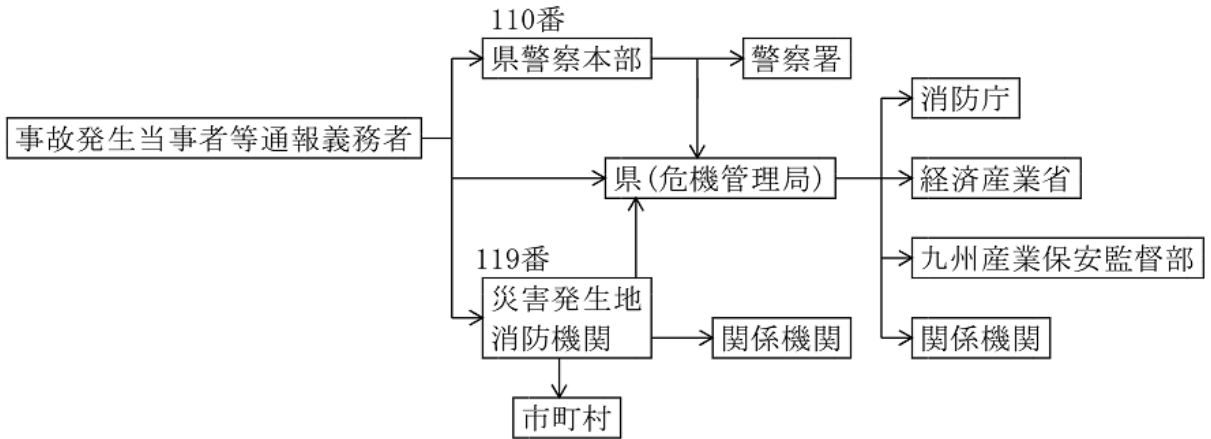 110番
県警察本部
警察署
消防庁
事故発生当事者等通報義務者
県(危機管理局)
経済産業省
119番
九州産業保安監督部
災害発生地
消防機関
関係機関
関係機関
市町村